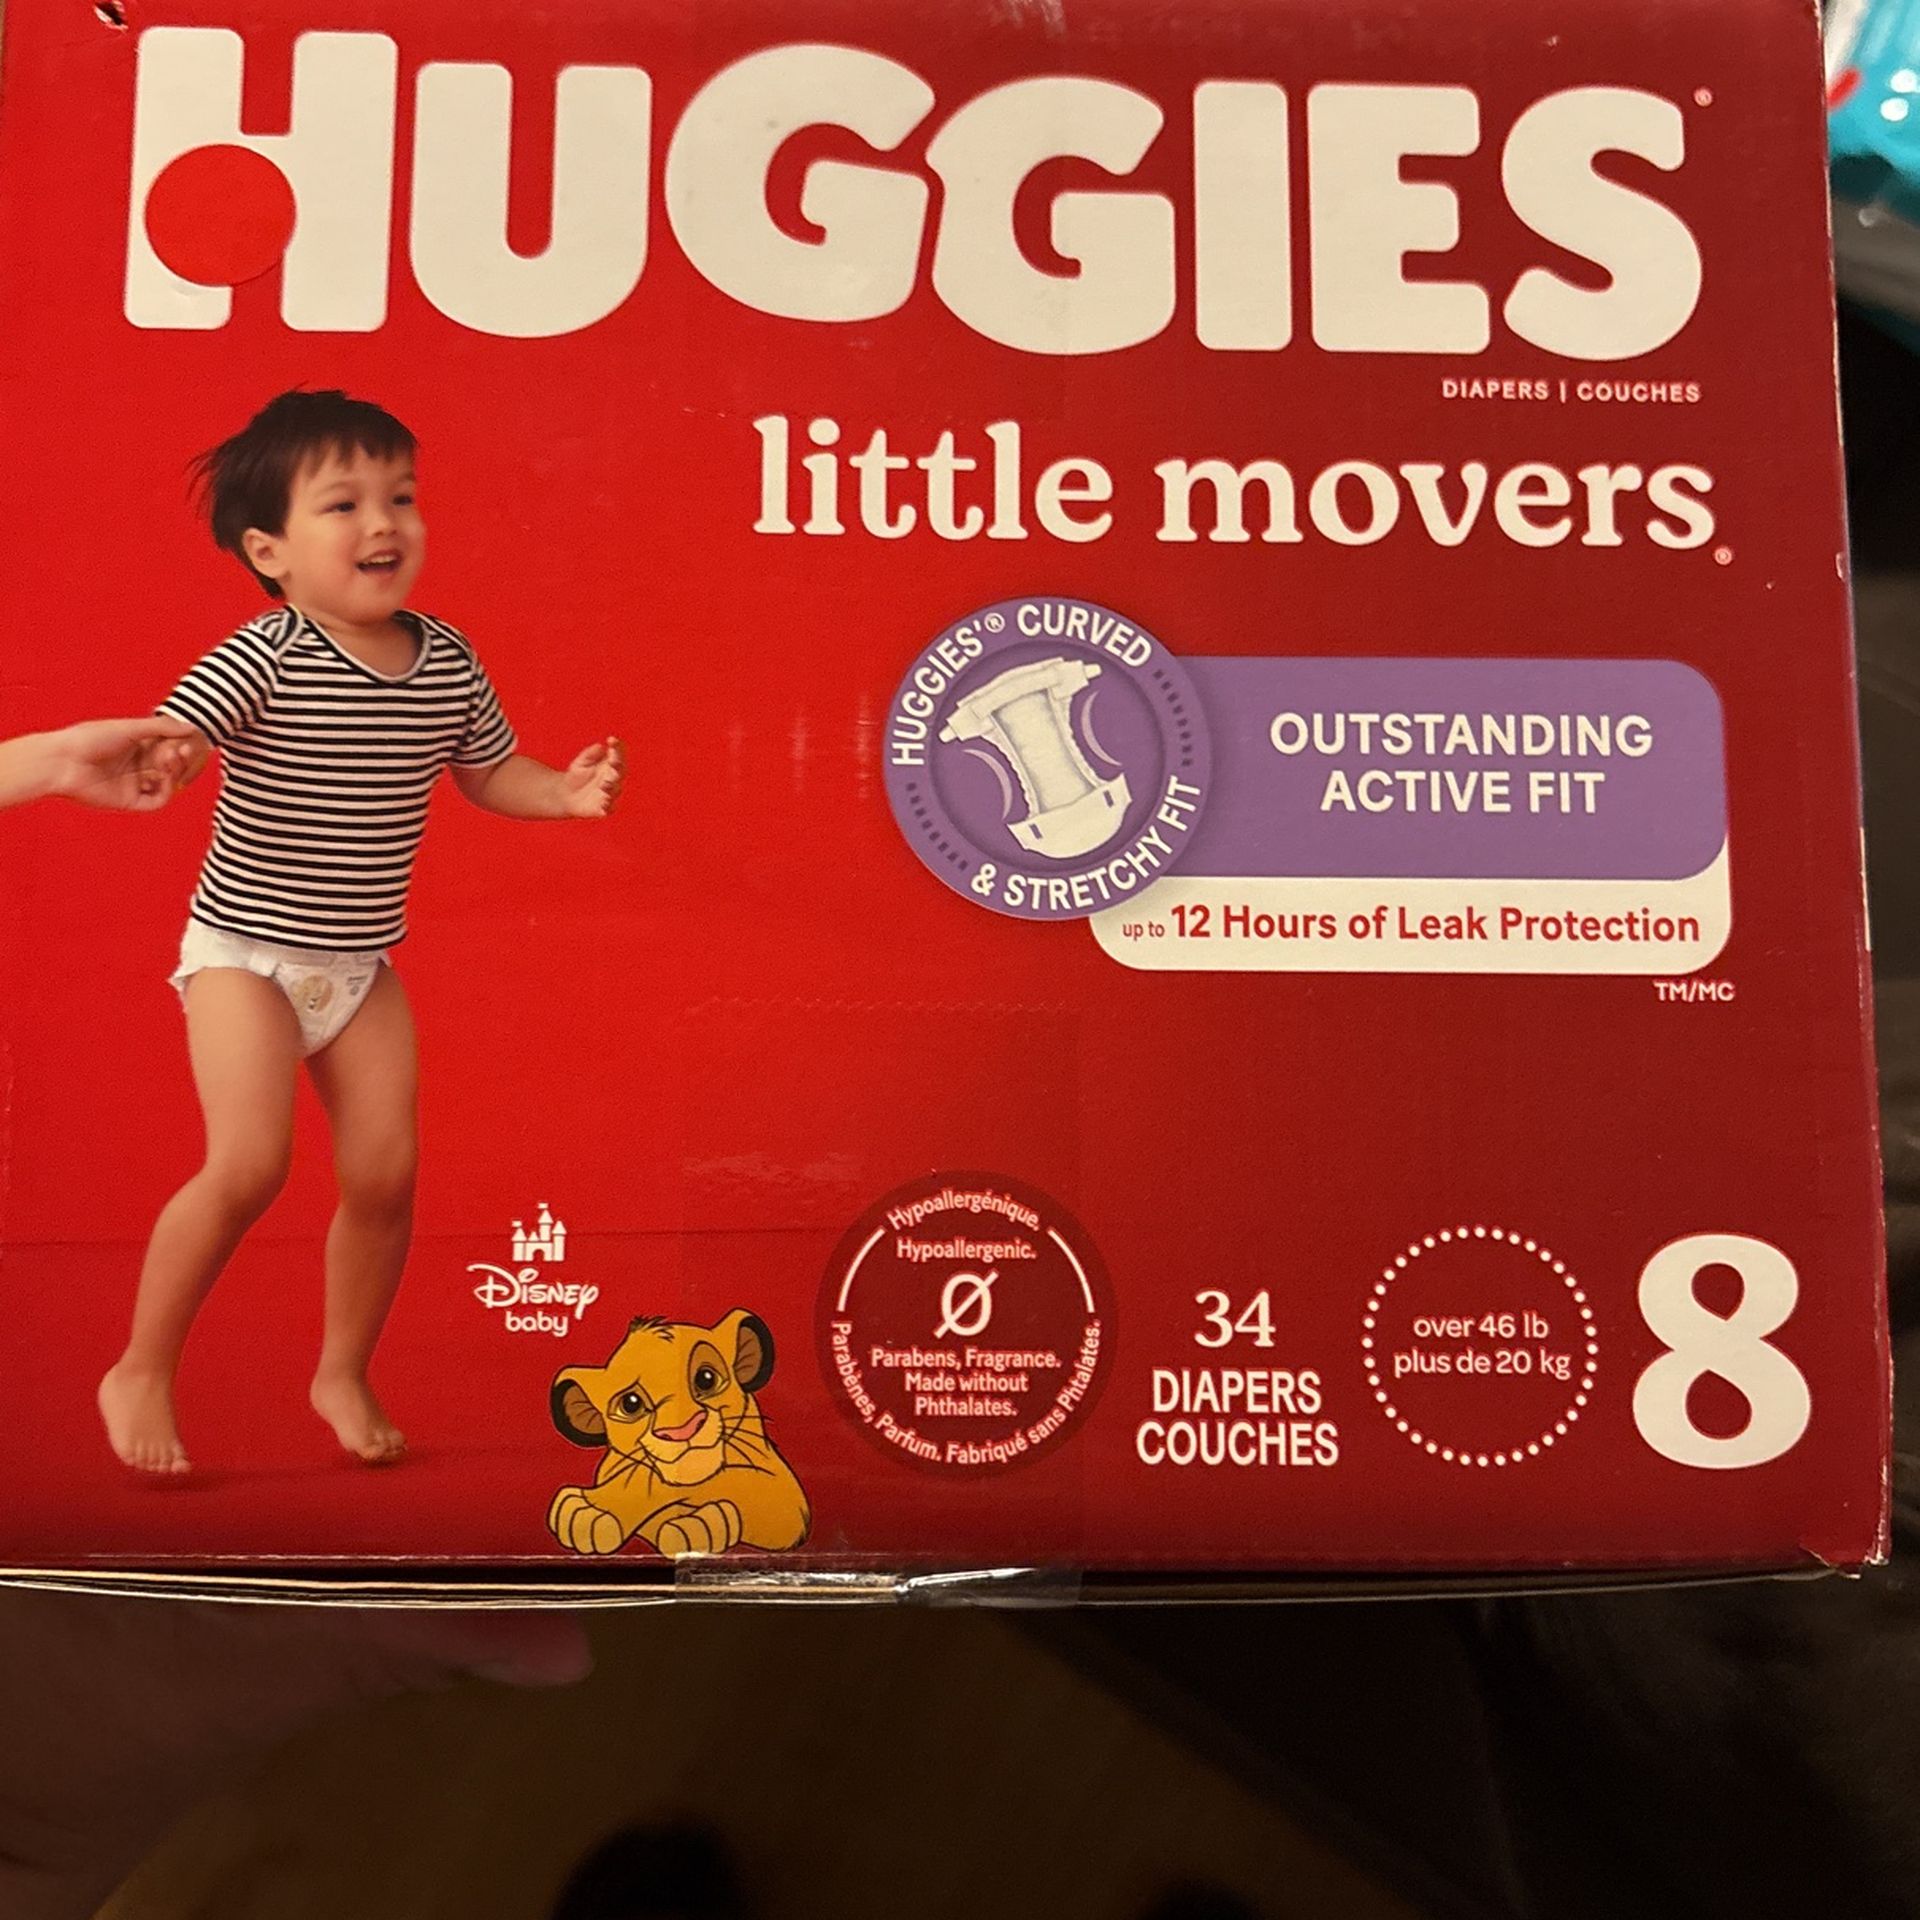 HUGGIES®
DIAPERS | COUCHES
little movers®
HUGGIES'® CURVED
& STRETCHY FIT
OUTSTANDING
ACTIVE FIT
up to 12 Hours of Leak Protection
TM/MC
Disney
baby
Hypoallergénique.
Hypoallergenic.
Parabens, Fragrance.
Made without
Phthalates.
Parabènes, Parfum. Fabriqué sans Phtalates.
34
DIAPERS
COUCHES
over 46 lb
plus de 20 kg
8